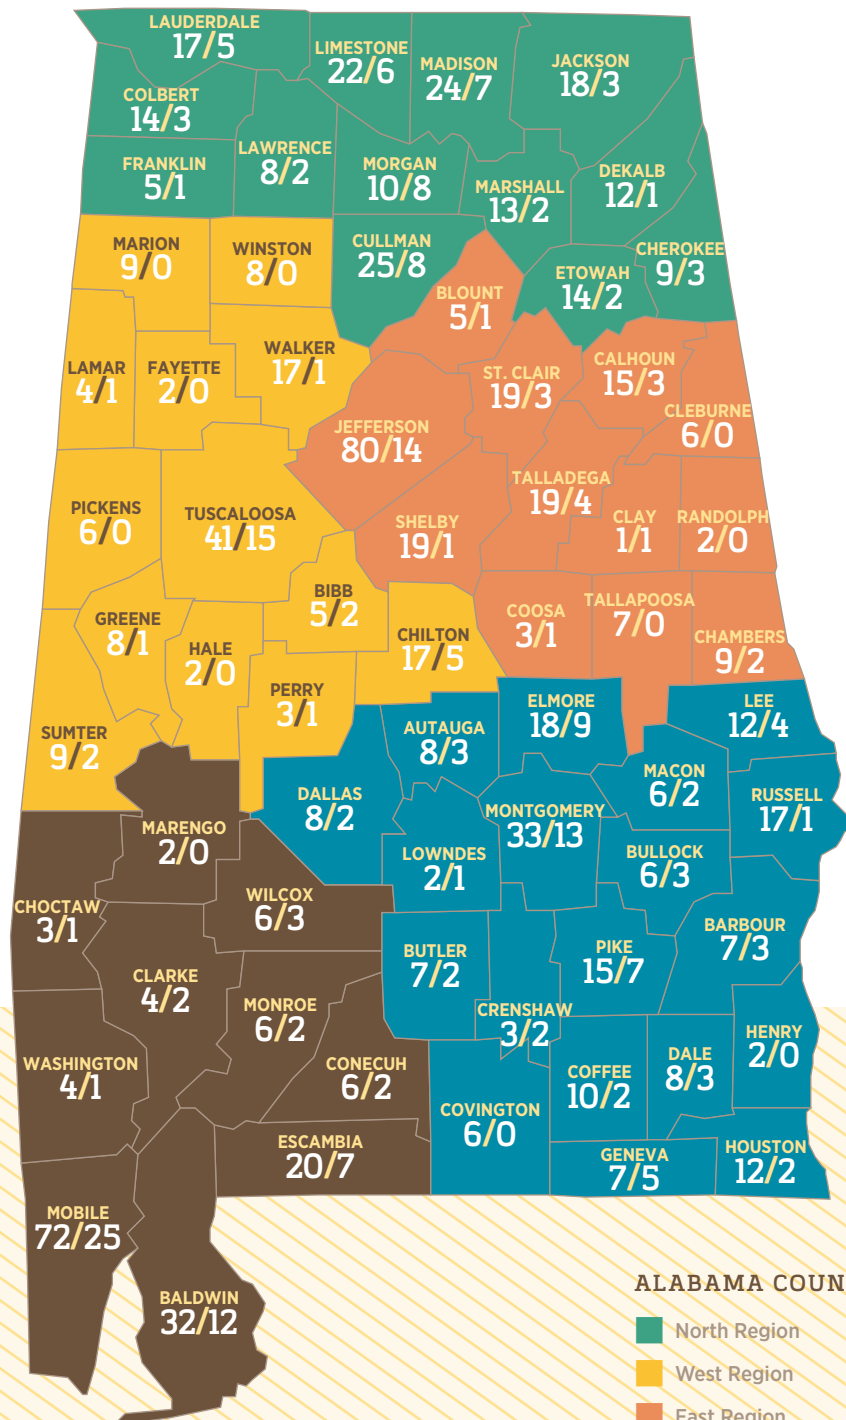 LAUDERDALE
17/5
LIMESTONE
22/6
MADISON
24/7
JACKSON
18/3
COLBERT
14/3
LAWRENCE
8/2
FRANKLIN
5/1
MORGAN
10/8
MARSHALL
13/2
DEKALB
12/1
CULLMAN
25/8
ETOWAH
14/2
CHEROKEE
9/3
MARION
9/0
WINSTON
8/0
BLOUNT
5/1
LAMAR
4/1
FAYETTE
2/0
WALKER
17/1
ST. CLAIR
19/3
CALHOUN
15/3
CLEBURNE
6/0
JEFFERSON
80/14
TALLADEGA
19/4
PICKENS
6/0
TUSCALOOSA
41/15
SHELBY
19/1
CLAY
1/1
RANDOLPH
2/0
BIBB
5/2
GREENE
8/1
HALE
2/0
CHILTON
17/5
COOSA
3/1
TALLAPOOSA
7/0
CHAMBERS
9/2
PERRY
3/1
SUMTER
9/2
AUTAUGA
8/3
ELMORE
18/9
LEE
12/4
MACON
6/2
RUSSELL
17/1
DALLAS
8/2
MONTGOMERY
33/13
MARENGO
2/0
LOWNDES
2/1
BULLOCK
6/3
CHOCTAW
3/1
WILCOX
6/3
BARBOUR
7/3
BUTLER
7/2
PIKE
15/7
CLARKE
4/2
CRENSHAW
3/2
MONROE
6/2
HENRY
2/0
WASHINGTON
4/1
CONECUH
6/2
COFFEE
10/2
DALE
8/3
COVINGTON
6/0
ESCAMBIA
20/7
GENEVA
7/5
HOUSTON
12/2
MOBILE
72/25
BALDWIN
32/12
ALABAMA COUN
North Region
West Region
East Region